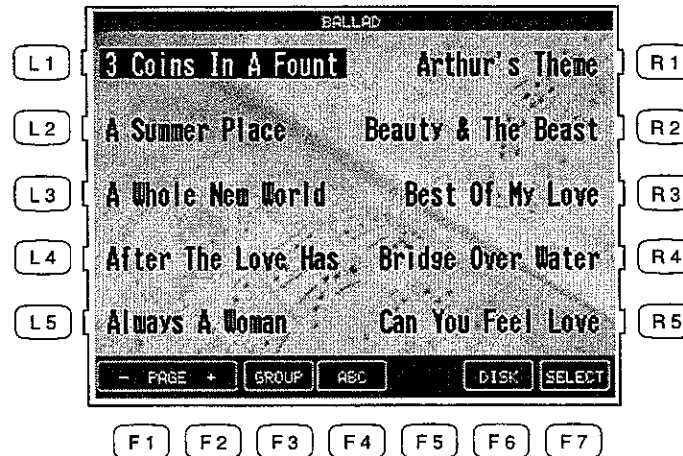 BALLAD
L1 3 Coins In A Fount Arthur's Theme R1
L2 A Summer Place Beauty & The Beast R2
L3 A Whole New World Best Of My Love R3
L4 After The Love Has Bridge Over Water R4
L5 Always A Woman Can You Feel Love R5
- PAGE + GROUP ABC DISK SELECT
F1 F2 F3 F4 F5 F6 F7